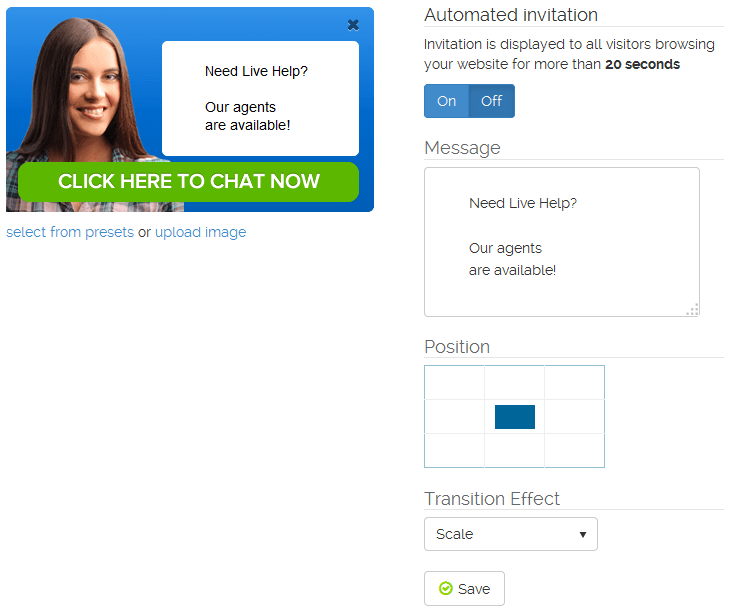 Need Live Help?
Our agents
are available!
CLICK HERE TO CHAT NOW
select from presets or upload image
Automated invitation
Invitation is displayed to all visitors browsing
your website for more than 20 seconds
On Off
Message
Need Live Help?
Our agents
are available!
Position
Transition Effect
Scale
Save